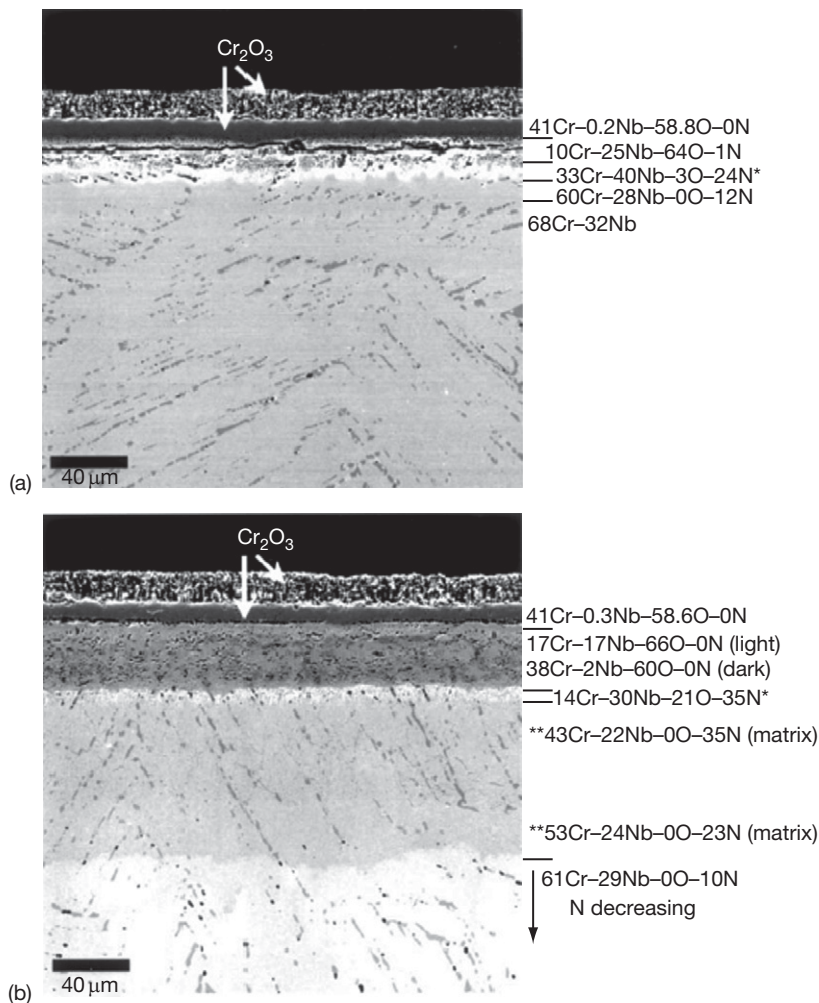 Cr₂O₃
41Cr–0.2Nb–58.8O–0N
10Cr–25Nb–64O–1N
33Cr–40Nb–3O–24N*
60Cr–28Nb–0O–12N
68Cr–32Nb
40 μm
(a)
Cr₂O₃
41Cr–0.3Nb–58.6O–0N
17Cr–17Nb–66O–0N (light)
38Cr–2Nb–60O–0N (dark)
14Cr–30Nb–21O–35N*
**43Cr–22Nb–0O–35N (matrix)
**53Cr–24Nb–0O–23N (matrix)
61Cr–29Nb–0O–10N
N decreasing
40 μm
(b)